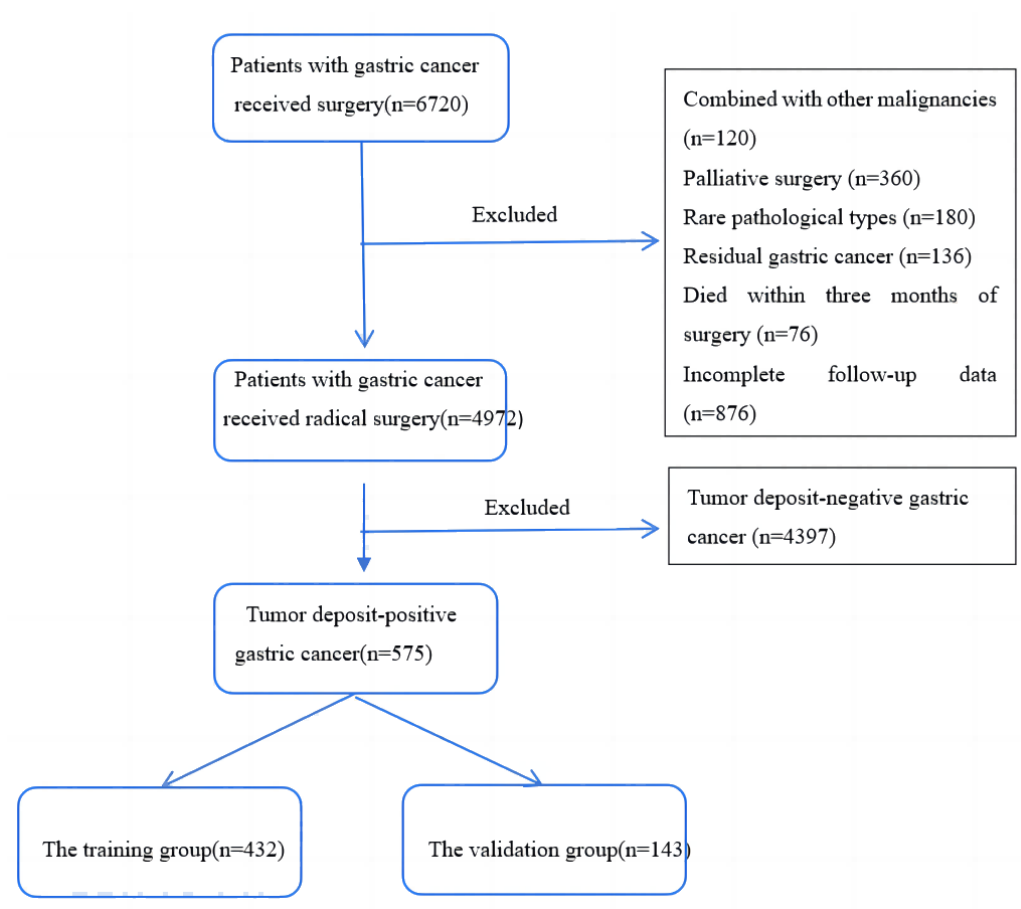 Patients with gastric cancer
received surgery(n=6720)
Combined with other malignancies
(n=120)
Palliative surgery (n=360)
Rare pathological types (n=180)
Residual gastric cancer (n=136)
Died within three months of
surgery (n=76)
Incomplete follow-up data
(n=876)
Excluded
Patients with gastric cancer
received radical surgery(n=4972)
Excluded
Tumor deposit-negative gastric
cancer (n=4397)
Tumor deposit-positive
gastric cancer(n=575)
The training group(n=432)
The validation group(n=143)